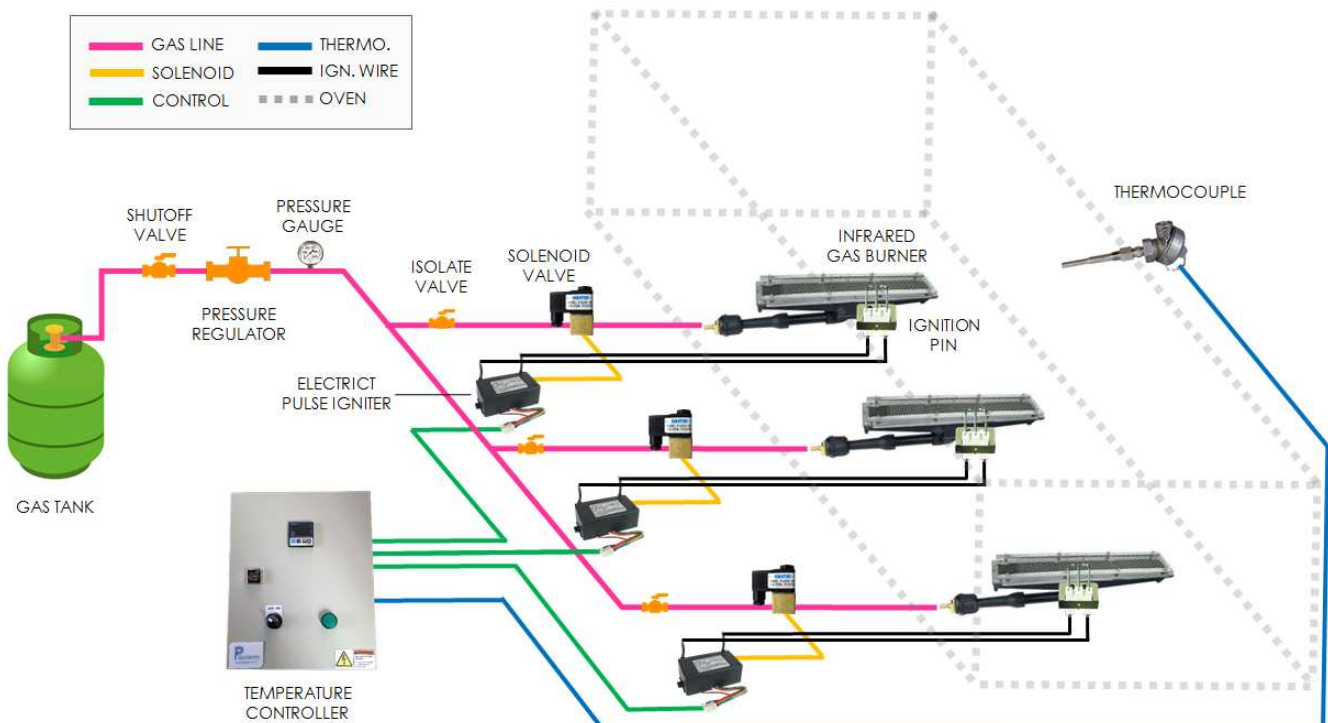 GAS LINE
THERMO.
SOLENOID
IGN. WIRE
CONTROL
OVEN
THERMOCOUPLE
SHUTOFF
VALVE
PRESSURE
GAUGE
ISOLATE
VALVE
SOLENOID
VALVE
INFRARED
GAS BURNER
PRESSURE
REGULATOR
IGNITION
PIN
ELECTRICT
PULSE IGNITER
GAS TANK
TEMPERATURE
CONTROLLER